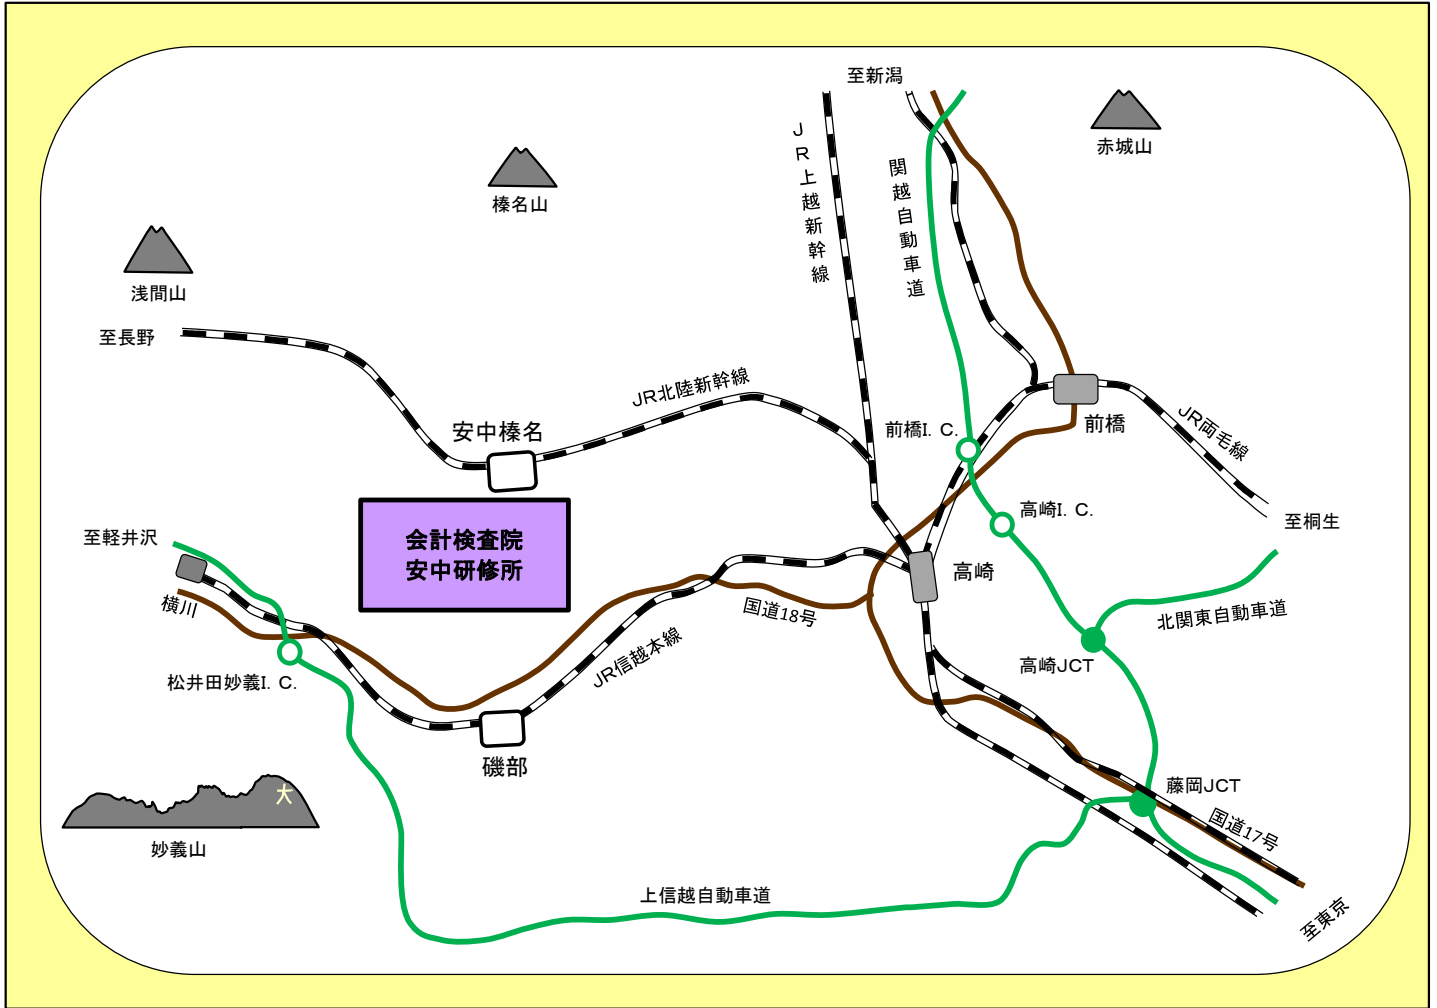 至新潟
赤城山
榛名山
浅間山
至長野
JR上越新幹線
関越自動車道
JR北陸新幹線
安中榛名
前橋I. C.
前橋
JR両毛線
会計検査院
安中研修所
至軽井沢
高崎I. C.
至桐生
高崎
横川
国道18号
北関東自動車道
JR信越本線
高崎JCT
松井田妙義I. C.
磯部
大
妙義山
藤岡JCT
国道17号
上信越自動車道
至東京